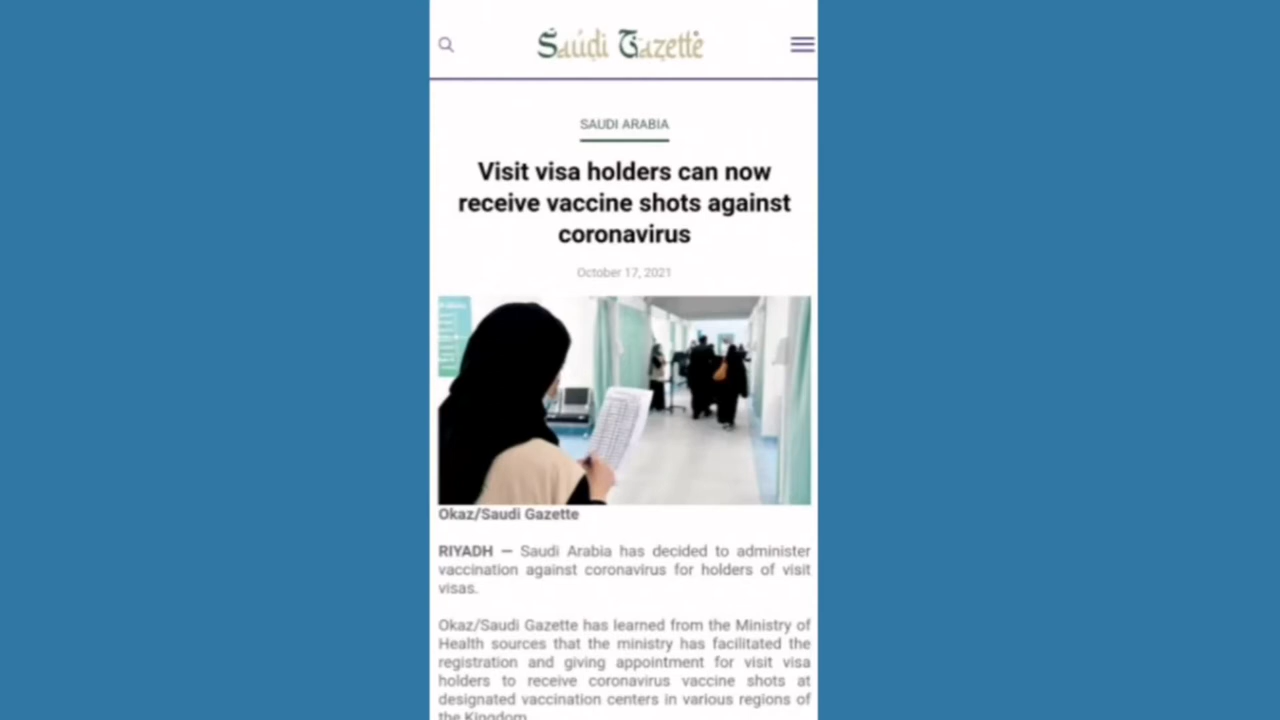 Saudi Gazette
SAUDI ARABIA
Visit visa holders can now
receive vaccine shots against
coronavirus
October 17, 2021
Okaz/Saudi Gazette
RIYADH — Saudi Arabia has decided to administer
vaccination against coronavirus for holders of visit
visas.
Okaz/Saudi Gazette has learned from the Ministry of
Health sources that the ministry has facilitated the
registration and giving appointment for visit visa
holders to receive coronavirus vaccine shots at
designated vaccination centers in various regions of
the Kingdom.